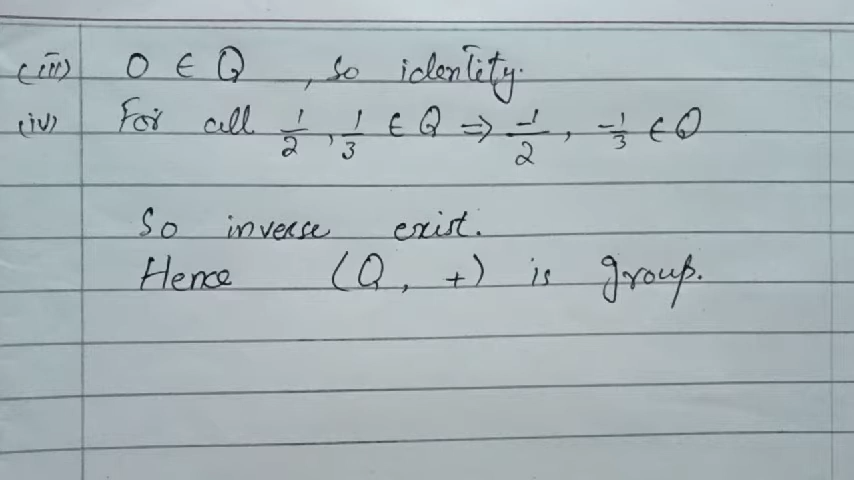 (iii) 0 ∈ Q , so identity.
(iv) For all 1/2 , 1/3 ∈ Q ⇒ -1/2 , -1/3 ∈ Q
So inverse exist.
Hence (Q, +) is group.